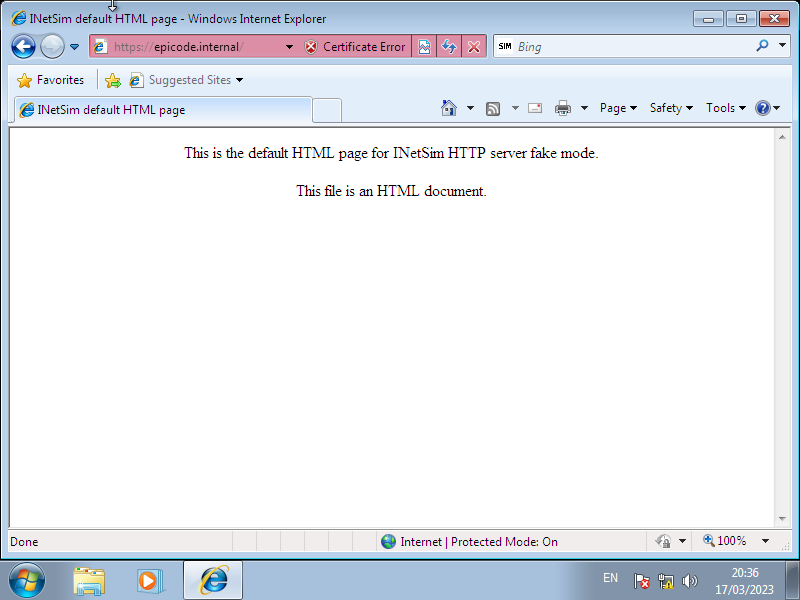 INetSim default HTML page - Windows Internet Explorer
https://epicode.internal/ Certificate Error SIM Bing
Favorites Suggested Sites
INetSim default HTML page Page Safety Tools
This is the default HTML page for INetSim HTTP server fake mode.
This file is an HTML document.
Done Internet | Protected Mode: On 100%
EN 20:36
17/03/2023